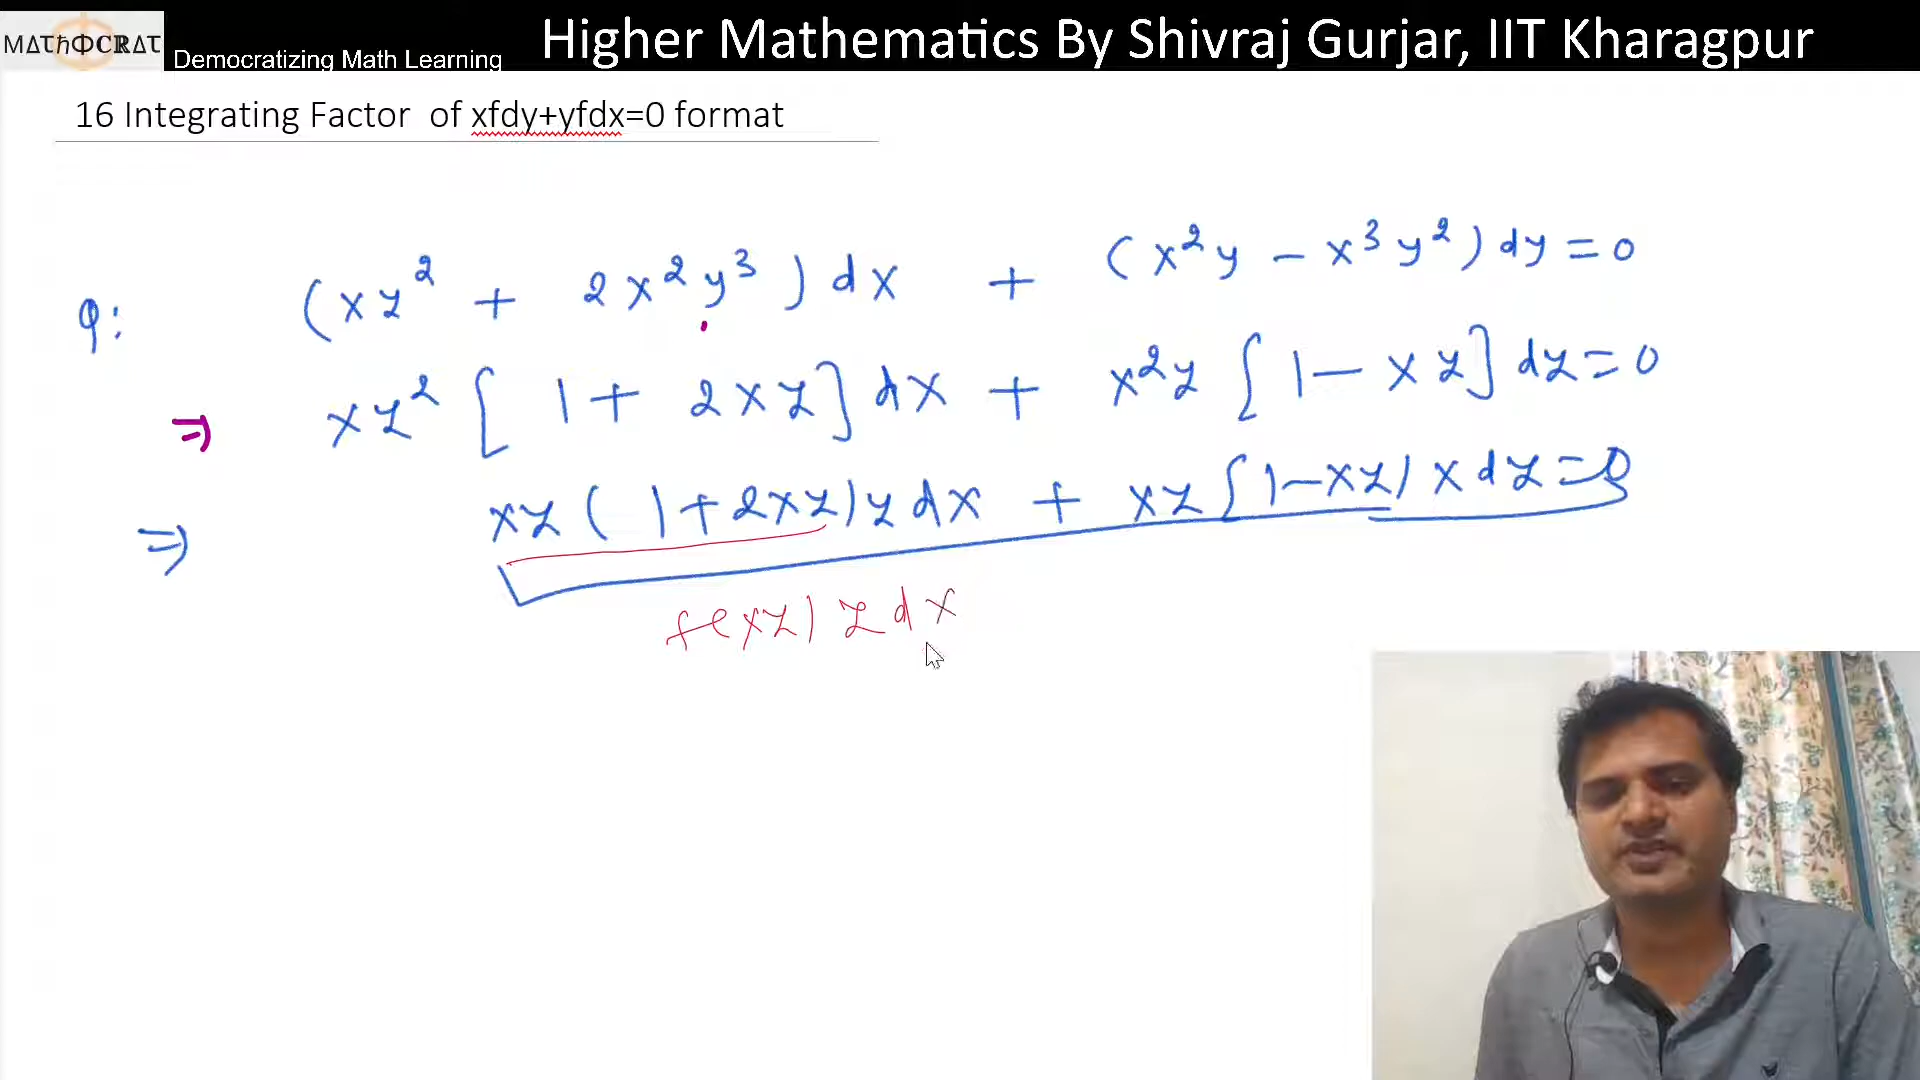 MΔTħΦCℝΔT
Democratizing Math Learning
Higher Mathematics By Shivraj Gurjar, IIT Kharagpur
16 Integrating Factor of xfdy+yfdx=0 format
Q: (xy² + 2x²y³) dx + (x²y - x³y²) dy = 0
⇒ xy² [1 + 2xy] dx + x²y [1 - xy] dy = 0
⇒ xy (1+2xy) y dx + xy [1-xy) x dy = 0
f(xy) y dx